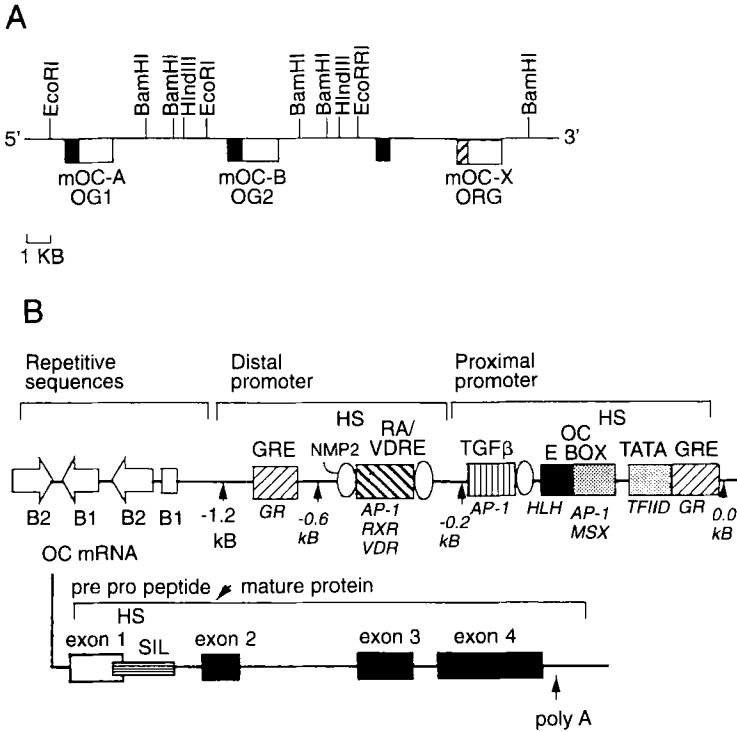 A
EcoRI
BamHI
BamHI
HIndIII
EcoRI
BamHI
BamHI
HIndIII
EcoRRI
BamHI
5' 3'
mOC-A
OG1
mOC-B
OG2
mOC-X
ORG
1 KB
B
Repetitive
sequences
Distal
promoter
Proximal
promoter
HS
HS
GRE
NMP2
RA/
VDRE
TGFβ
E
OC
BOX
TATA
GRE
B2
B1
B2
B1
-1.2
kB
GR
-0.6
kB
AP-1
RXR
VDR
-0.2
kB
AP-1
HLH
AP-1
MSX
TFIID
GR
0.0
kB
OC mRNA
pre pro peptide
mature protein
HS
exon 1
SIL
exon 2
exon 3
exon 4
poly A